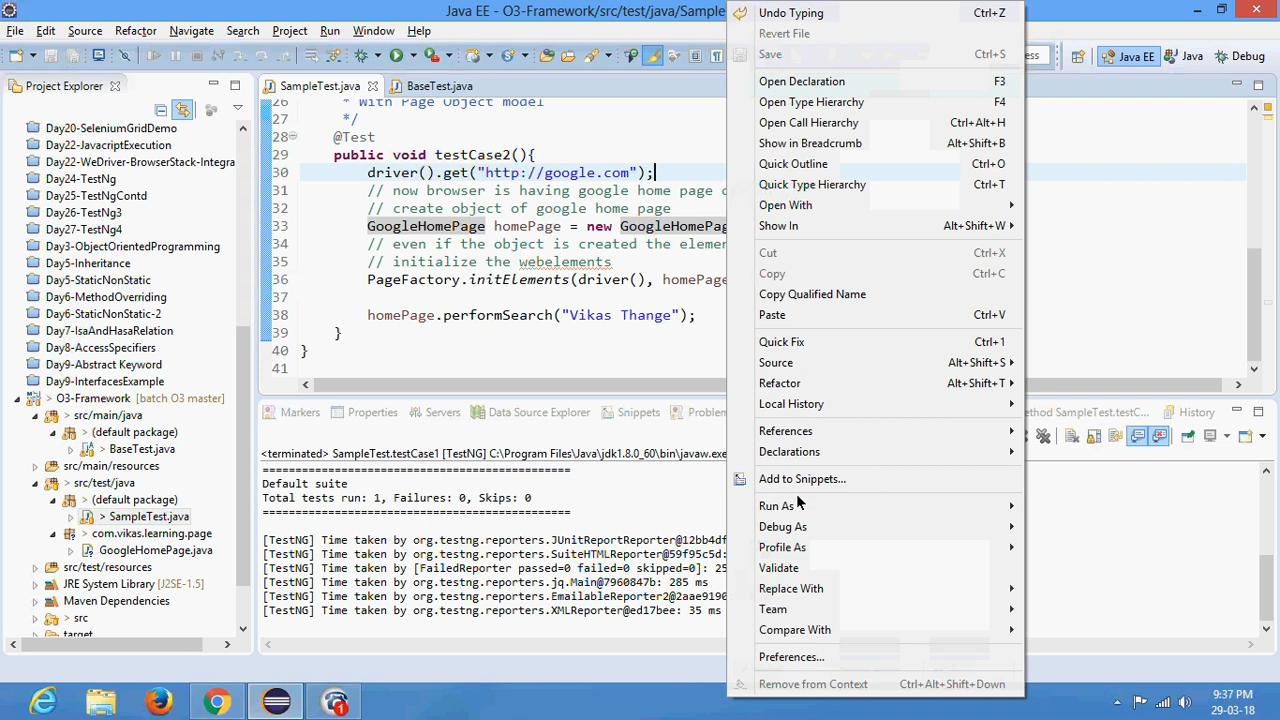 Java EE - O3-Framework/src/test/java/Sample
File Edit Source Refactor Navigate Search Project Run Window Help
Java EE Java Debug
Project Explorer
SampleTest.java BaseTest.java
Day20-SeleniumGridDemo
Day22-JacvriptExecution
Day22-WeDriver-BrowserStack-Integra
Day24-TestNg
Day25-TestNgContd
Day26-TestNg3
Day27-TestNg4
Day3-ObjectOrientedProgramming
Day5-Inheritance
Day5-StaticNonStatic
Day6-MethodOverriding
Day6-StaticNonStatic-2
Day7-IsaAndHasaRelation
Day8-AccessSpecifiers
Day9-Abstract Keyword
Day9-InterfacesExample
> O3-Framework [batch O3 master]
> src/main/java
> (default package)
> BaseTest.java
src/main/resources
> src/test/java
> (default package)
> SampleTest.java
> com.vikas.learning.page
> GoogleHomePage.java
src/test/resources
JRE System Library [J2SE-1.5]
Maven Dependencies
> src
target
26 * With Page Object model
27 */
28 @Test
29 public void testCase2(){
30 driver().get("http://google.com");
31 // now browser is having google home page
32 // create object of google home page
33 GoogleHomePage homePage = new GoogleHomePag
34 // even if the object is created the elemen
35 // initialize the webelements
36 PageFactory.initElements(driver(), homePage
37
38 homePage.performSearch("Vikas Thange");
39 }
40 }
41
Markers Properties Servers Data Source Explorer Snippets Problem
History
<terminated> SampleTest.testCase1 [TestNG] C:\Program Files\Java\jdk1.8.0_60\bin\javaw.exe
ethod SampleTest.testC...
===============================================
Default suite
Total tests run: 1, Failures: 0, Skips: 0
===============================================
[TestNG] Time taken by org.testng.reporters.JUnitReportReporter@12bb4df
[TestNG] Time taken by org.testng.reporters.SuiteHTMLReporter@59f95c5d:
[TestNG] Time taken by [FailedReporter passed=0 failed=0 skipped=0]: 25
[TestNG] Time taken by org.testng.reporters.jq.Main@7960847b: 285 ms
[TestNG] Time taken by org.testng.reporters.EmailableReporter2@2aae9190
[TestNG] Time taken by org.testng.reporters.XMLReporter@ed17bee: 35 ms
Undo Typing Ctrl+Z
Revert File
Save Ctrl+S
Open Declaration F3
Open Type Hierarchy F4
Open Call Hierarchy Ctrl+Alt+H
Show in Breadcrumb Alt+Shift+B
Quick Outline Ctrl+O
Quick Type Hierarchy Ctrl+T
Open With
Show In Alt+Shift+W
Cut Ctrl+X
Copy Ctrl+C
Copy Qualified Name
Paste Ctrl+V
Quick Fix Ctrl+1
Source Alt+Shift+S
Refactor Alt+Shift+T
Local History
References
Declarations
Add to Snippets...
Run As
Debug As
Profile As
Validate
Replace With
Team
Compare With
Preferences...
Remove from Context Ctrl+Alt+Shift+Down
9:37 PM
29-03-18